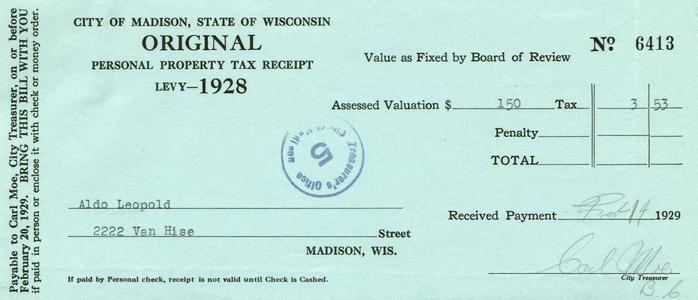 CITY OF MADISON, STATE OF WISCONSIN
ORIGINAL
PERSONAL PROPERTY TAX RECEIPT
LEVY—1928
Value as Fixed by Board of Review
No. 6413
Assessed Valuation $ 150 Tax 3 53
Penalty
TOTAL
Treasurer's Office
City of Madison
5
Aldo Leopold
2222 Van Hise Street
MADISON, WIS.
Received Payment Feb 14 1929
Carl Moe
City Treasurer
B.G
If paid by Personal check, receipt is not valid until Check is Cashed.
Payable to Carl Moe, City Treasurer, on or before
February 20, 1929. BRING THIS BILL WITH YOU
if paid in person or enclose it with check or money order.